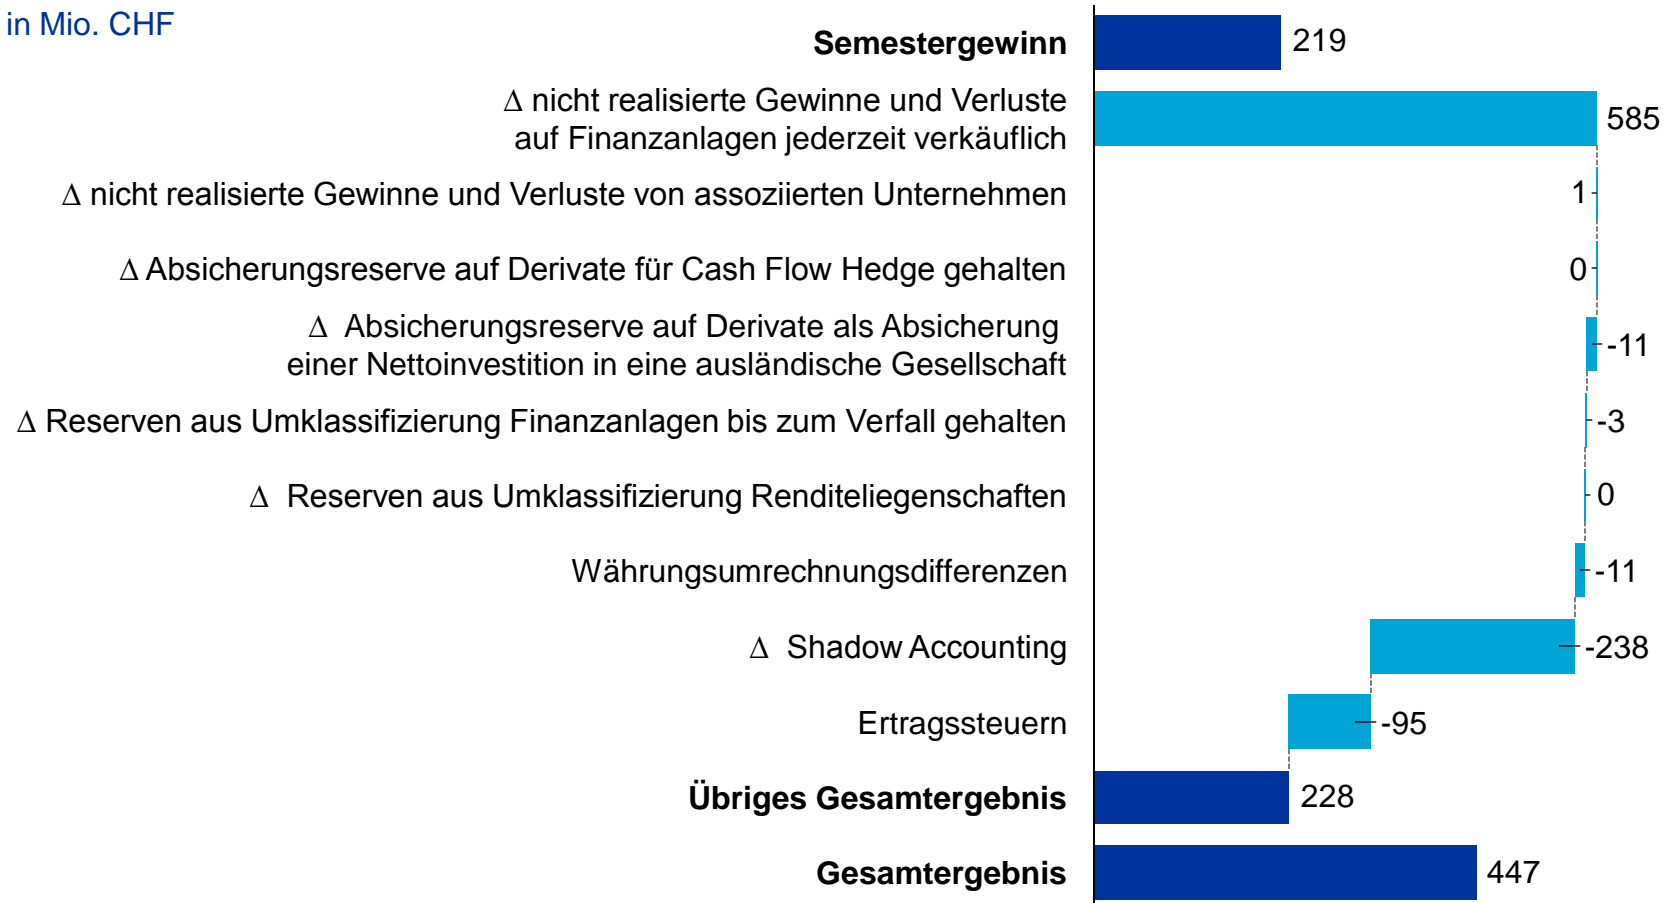 in Mio. CHF
Semestergewinn
219
Δ nicht realisierte Gewinne und Verluste
auf Finanzanlagen jederzeit verkäuflich
585
Δ nicht realisierte Gewinne und Verluste von assoziierten Unternehmen
1
Δ Absicherungsreserve auf Derivate für Cash Flow Hedge gehalten
0
Δ Absicherungsreserve auf Derivate als Absicherung
einer Nettoinvestition in eine ausländische Gesellschaft
-11
Δ Reserven aus Umklassifizierung Finanzanlagen bis zum Verfall gehalten
-3
Δ Reserven aus Umklassifizierung Renditeliegenschaften
0
Währungsumrechnungsdifferenzen
-11
Δ Shadow Accounting
-238
Ertragssteuern
-95
Übriges Gesamtergebnis
228
Gesamtergebnis
447